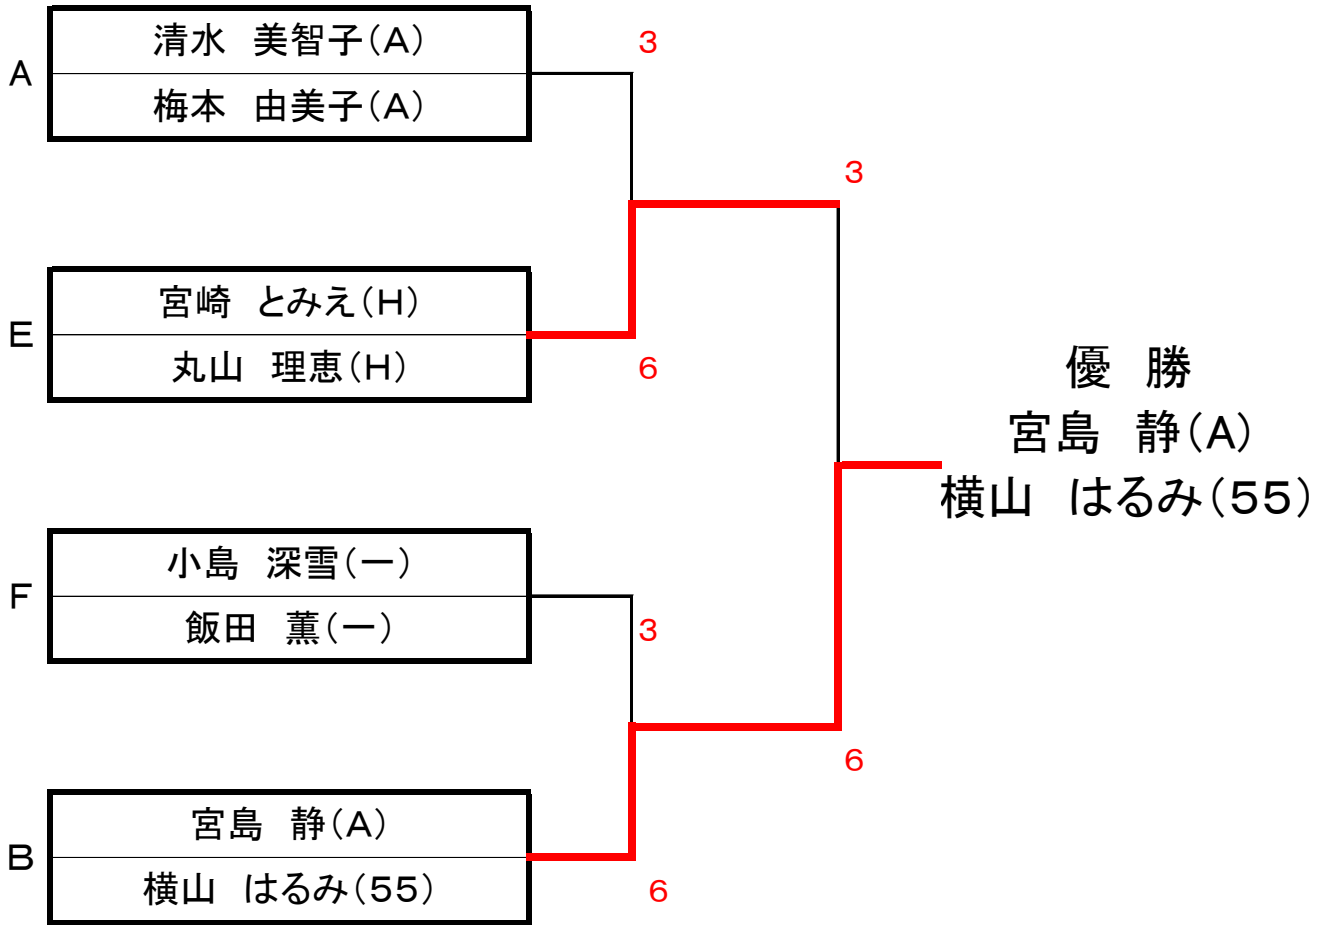 清水　美智子(A)
3
A
梅本　由美子(A)
3
宮崎　とみえ(H)
E
丸山　理恵(H)
6
優　勝
宮島　静(A)
横山　はるみ(55)
小島　深雪(一)
F
飯田　薫(一)
3
6
宮島　静(A)
B
横山　はるみ(55)
6